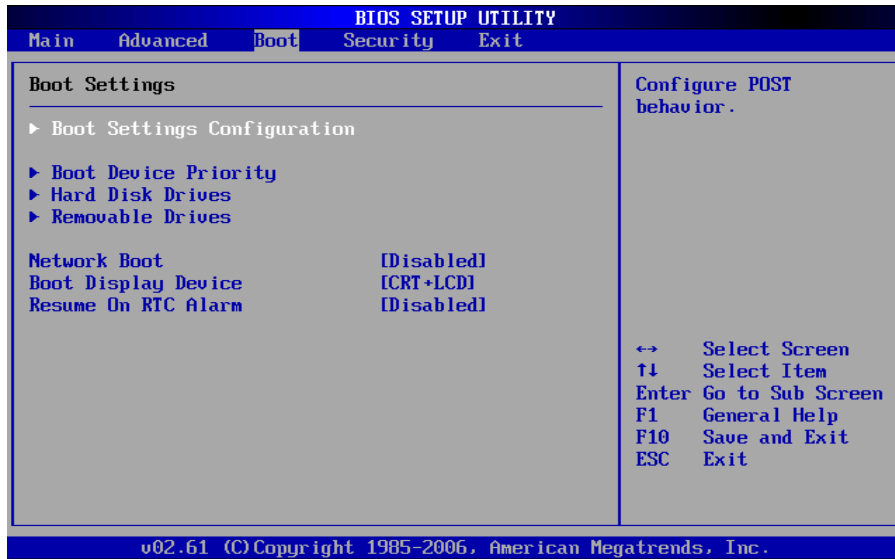 BIOS SETUP UTILITY
Main Advanced Boot Security Exit
Boot Settings
▶ Boot Settings Configuration
▶ Boot Device Priority
▶ Hard Disk Drives
▶ Removable Drives
Network Boot [Disabled]
Boot Display Device [CRT+LCD]
Resume On RTC Alarm [Disabled]
Configure POST
behavior.
↔ Select Screen
↑↓ Select Item
Enter Go to Sub Screen
F1 General Help
F10 Save and Exit
ESC Exit
v02.61 (C)Copyright 1985-2006, American Megatrends, Inc.